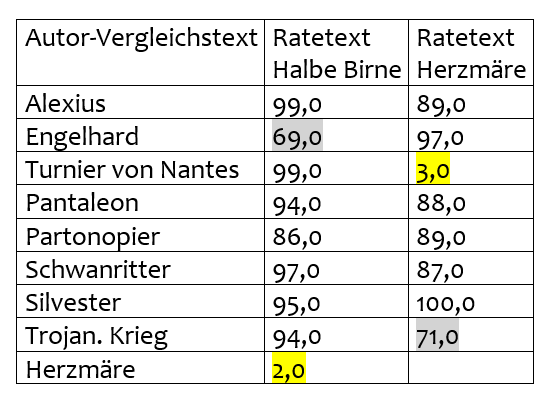 Autor-Vergleichstext Ratetext Halbe Birne Ratetext Herzmäre
Alexius 99,0 89,0
Engelhard 69,0 97,0
Turnier von Nantes 99,0 3,0
Pantaleon 94,0 88,0
Partonopier 86,0 89,0
Schwanritter 97,0 87,0
Silvester 95,0 100,0
Trojan. Krieg 94,0 71,0
Herzmäre 2,0